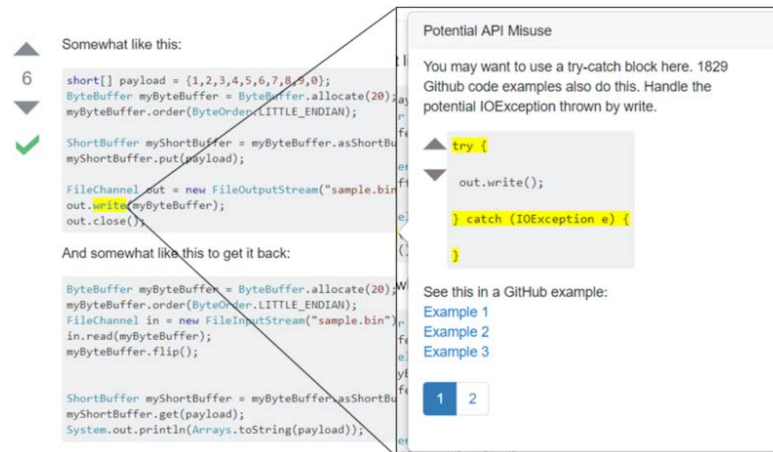 Somewhat like this:
6
short[] payload = {1,2,3,4,5,6,7,8,9,0};
ByteBuffer myByteBuffer = ByteBuffer.allocate(20);
myByteBuffer.order(ByteOrder.LITTLE_ENDIAN);
ShortBuffer myShortBuffer = myByteBuffer.asShortBu
myShortBuffer.put(payload);
FileChannel out = new FileOutputStream("sample.bin
out.write(myByteBuffer);
out.close();
And somewhat like this to get it back:
ByteBuffer myByteBuffer = ByteBuffer.allocate(20);
myByteBuffer.order(ByteOrder.LITTLE_ENDIAN);
FileChannel in = new FileInputStream("sample.bin")
in.read(myByteBuffer);
myByteBuffer.flip();
ShortBuffer myShortBuffer = myByteBuffer.asShortBu
myShortBuffer.get(payload);
System.out.println(Arrays.toString(payload));
Potential API Misuse
You may want to use a try-catch block here. 1829
Github code examples also do this. Handle the
potential IOException thrown by write.
try {
out.write();
} catch (IOException e) {
}
See this in a GitHub example:
Example 1
Example 2
Example 3
1 2